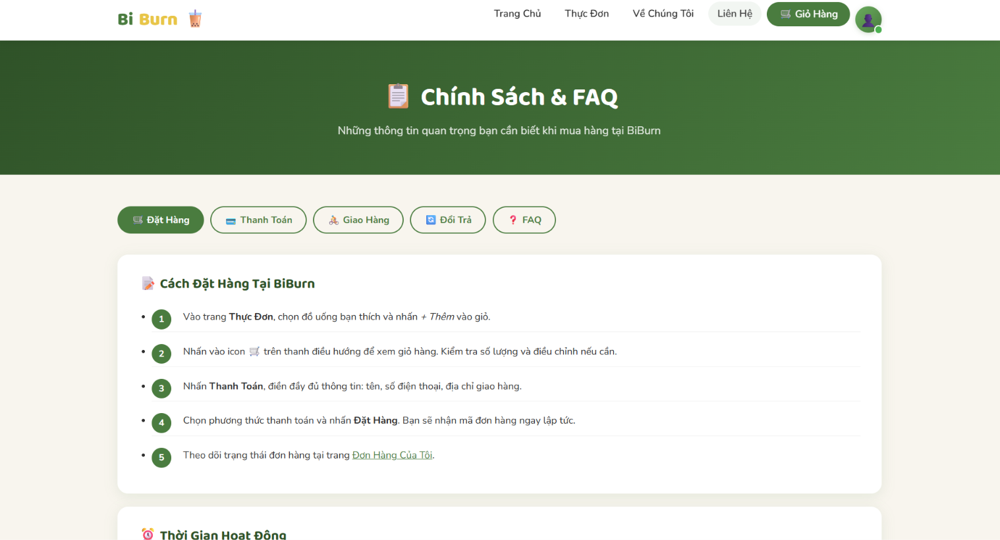 Bi Burn
Trang Chủ
Thực Đơn
Về Chúng Tôi
Liên Hệ
Giỏ Hàng
Chính Sách & FAQ
Những thông tin quan trọng bạn cần biết khi mua hàng tại BiBurn
Đặt Hàng
Thanh Toán
Giao Hàng
Đổi Trả
FAQ
Cách Đặt Hàng Tại BiBurn
1 Vào trang Thực Đơn, chọn đồ uống bạn thích và nhấn + Thêm vào giỏ.
2 Nhấn vào icon 🛒 trên thanh điều hướng để xem giỏ hàng. Kiểm tra số lượng và điều chỉnh nếu cần.
3 Nhấn Thanh Toán, điền đầy đủ thông tin: tên, số điện thoại, địa chỉ giao hàng.
4 Chọn phương thức thanh toán và nhấn Đặt Hàng. Bạn sẽ nhận mã đơn hàng ngay lập tức.
5 Theo dõi trạng thái đơn hàng tại trang Đơn Hàng Của Tôi.
Thời Gian Hoạt Động